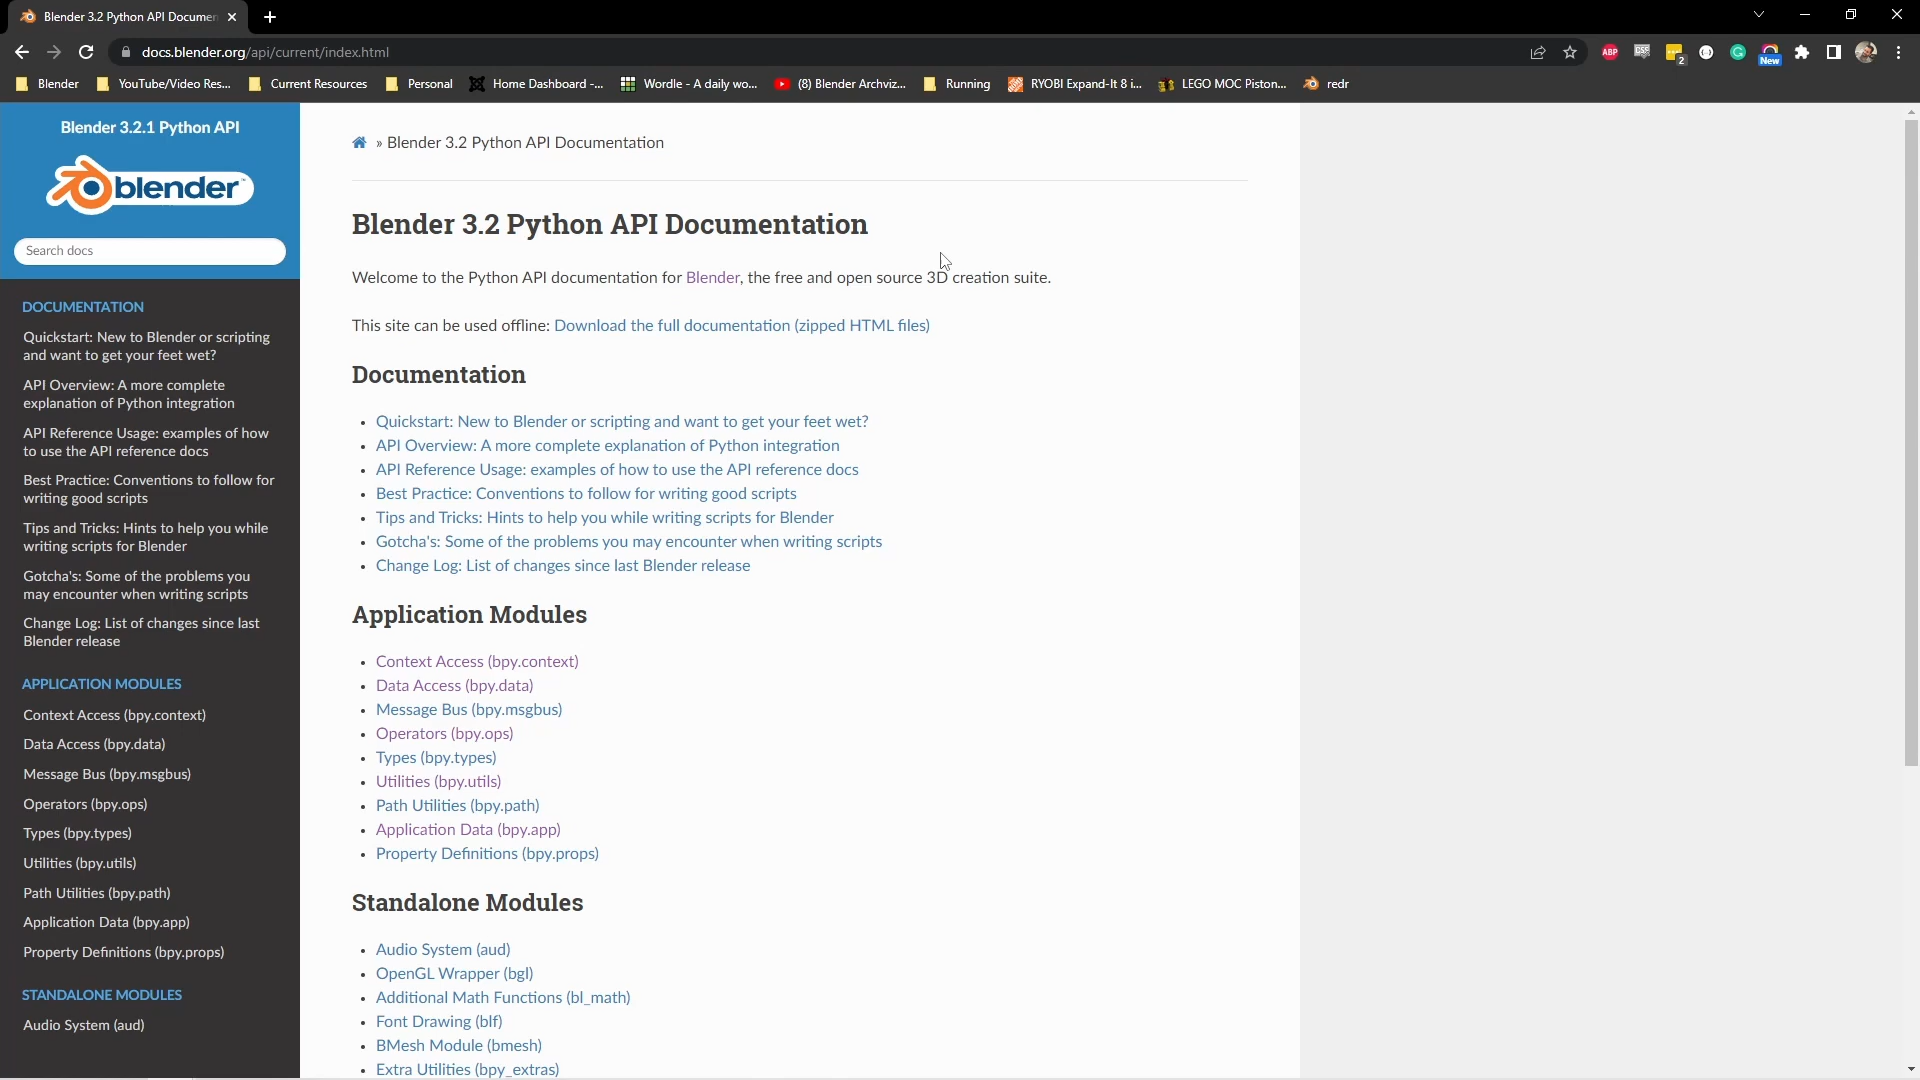 Blender 3.2 Python API Documen
docs.blender.org/api/current/index.html
ABP
CSS
2
New
Blender
YouTube/Video Res...
Current Resources
Personal
Home Dashboard -...
Wordle - A daily wo...
(8) Blender Archviz...
Running
RYOBI Expand-It 8 i...
LEGO MOC Piston...
redr
Blender 3.2.1 Python API
blender™
Search docs
DOCUMENTATION
Quickstart: New to Blender or scripting
and want to get your feet wet?
API Overview: A more complete
explanation of Python integration
API Reference Usage: examples of how
to use the API reference docs
Best Practice: Conventions to follow for
writing good scripts
Tips and Tricks: Hints to help you while
writing scripts for Blender
Gotcha's: Some of the problems you
may encounter when writing scripts
Change Log: List of changes since last
Blender release
APPLICATION MODULES
Context Access (bpy.context)
Data Access (bpy.data)
Message Bus (bpy.msgbus)
Operators (bpy.ops)
Types (bpy.types)
Utilities (bpy.utils)
Path Utilities (bpy.path)
Application Data (bpy.app)
Property Definitions (bpy.props)
STANDALONE MODULES
Audio System (aud)
» Blender 3.2 Python API Documentation
Blender 3.2 Python API Documentation
Welcome to the Python API documentation for Blender, the free and open source 3D creation suite.
This site can be used offline: Download the full documentation (zipped HTML files)
Documentation
• Quickstart: New to Blender or scripting and want to get your feet wet?
• API Overview: A more complete explanation of Python integration
• API Reference Usage: examples of how to use the API reference docs
• Best Practice: Conventions to follow for writing good scripts
• Tips and Tricks: Hints to help you while writing scripts for Blender
• Gotcha's: Some of the problems you may encounter when writing scripts
• Change Log: List of changes since last Blender release
Application Modules
• Context Access (bpy.context)
• Data Access (bpy.data)
• Message Bus (bpy.msgbus)
• Operators (bpy.ops)
• Types (bpy.types)
• Utilities (bpy.utils)
• Path Utilities (bpy.path)
• Application Data (bpy.app)
• Property Definitions (bpy.props)
Standalone Modules
• Audio System (aud)
• OpenGL Wrapper (bgl)
• Additional Math Functions (bl_math)
• Font Drawing (blf)
• BMesh Module (bmesh)
• Extra Utilities (bpy_extras)